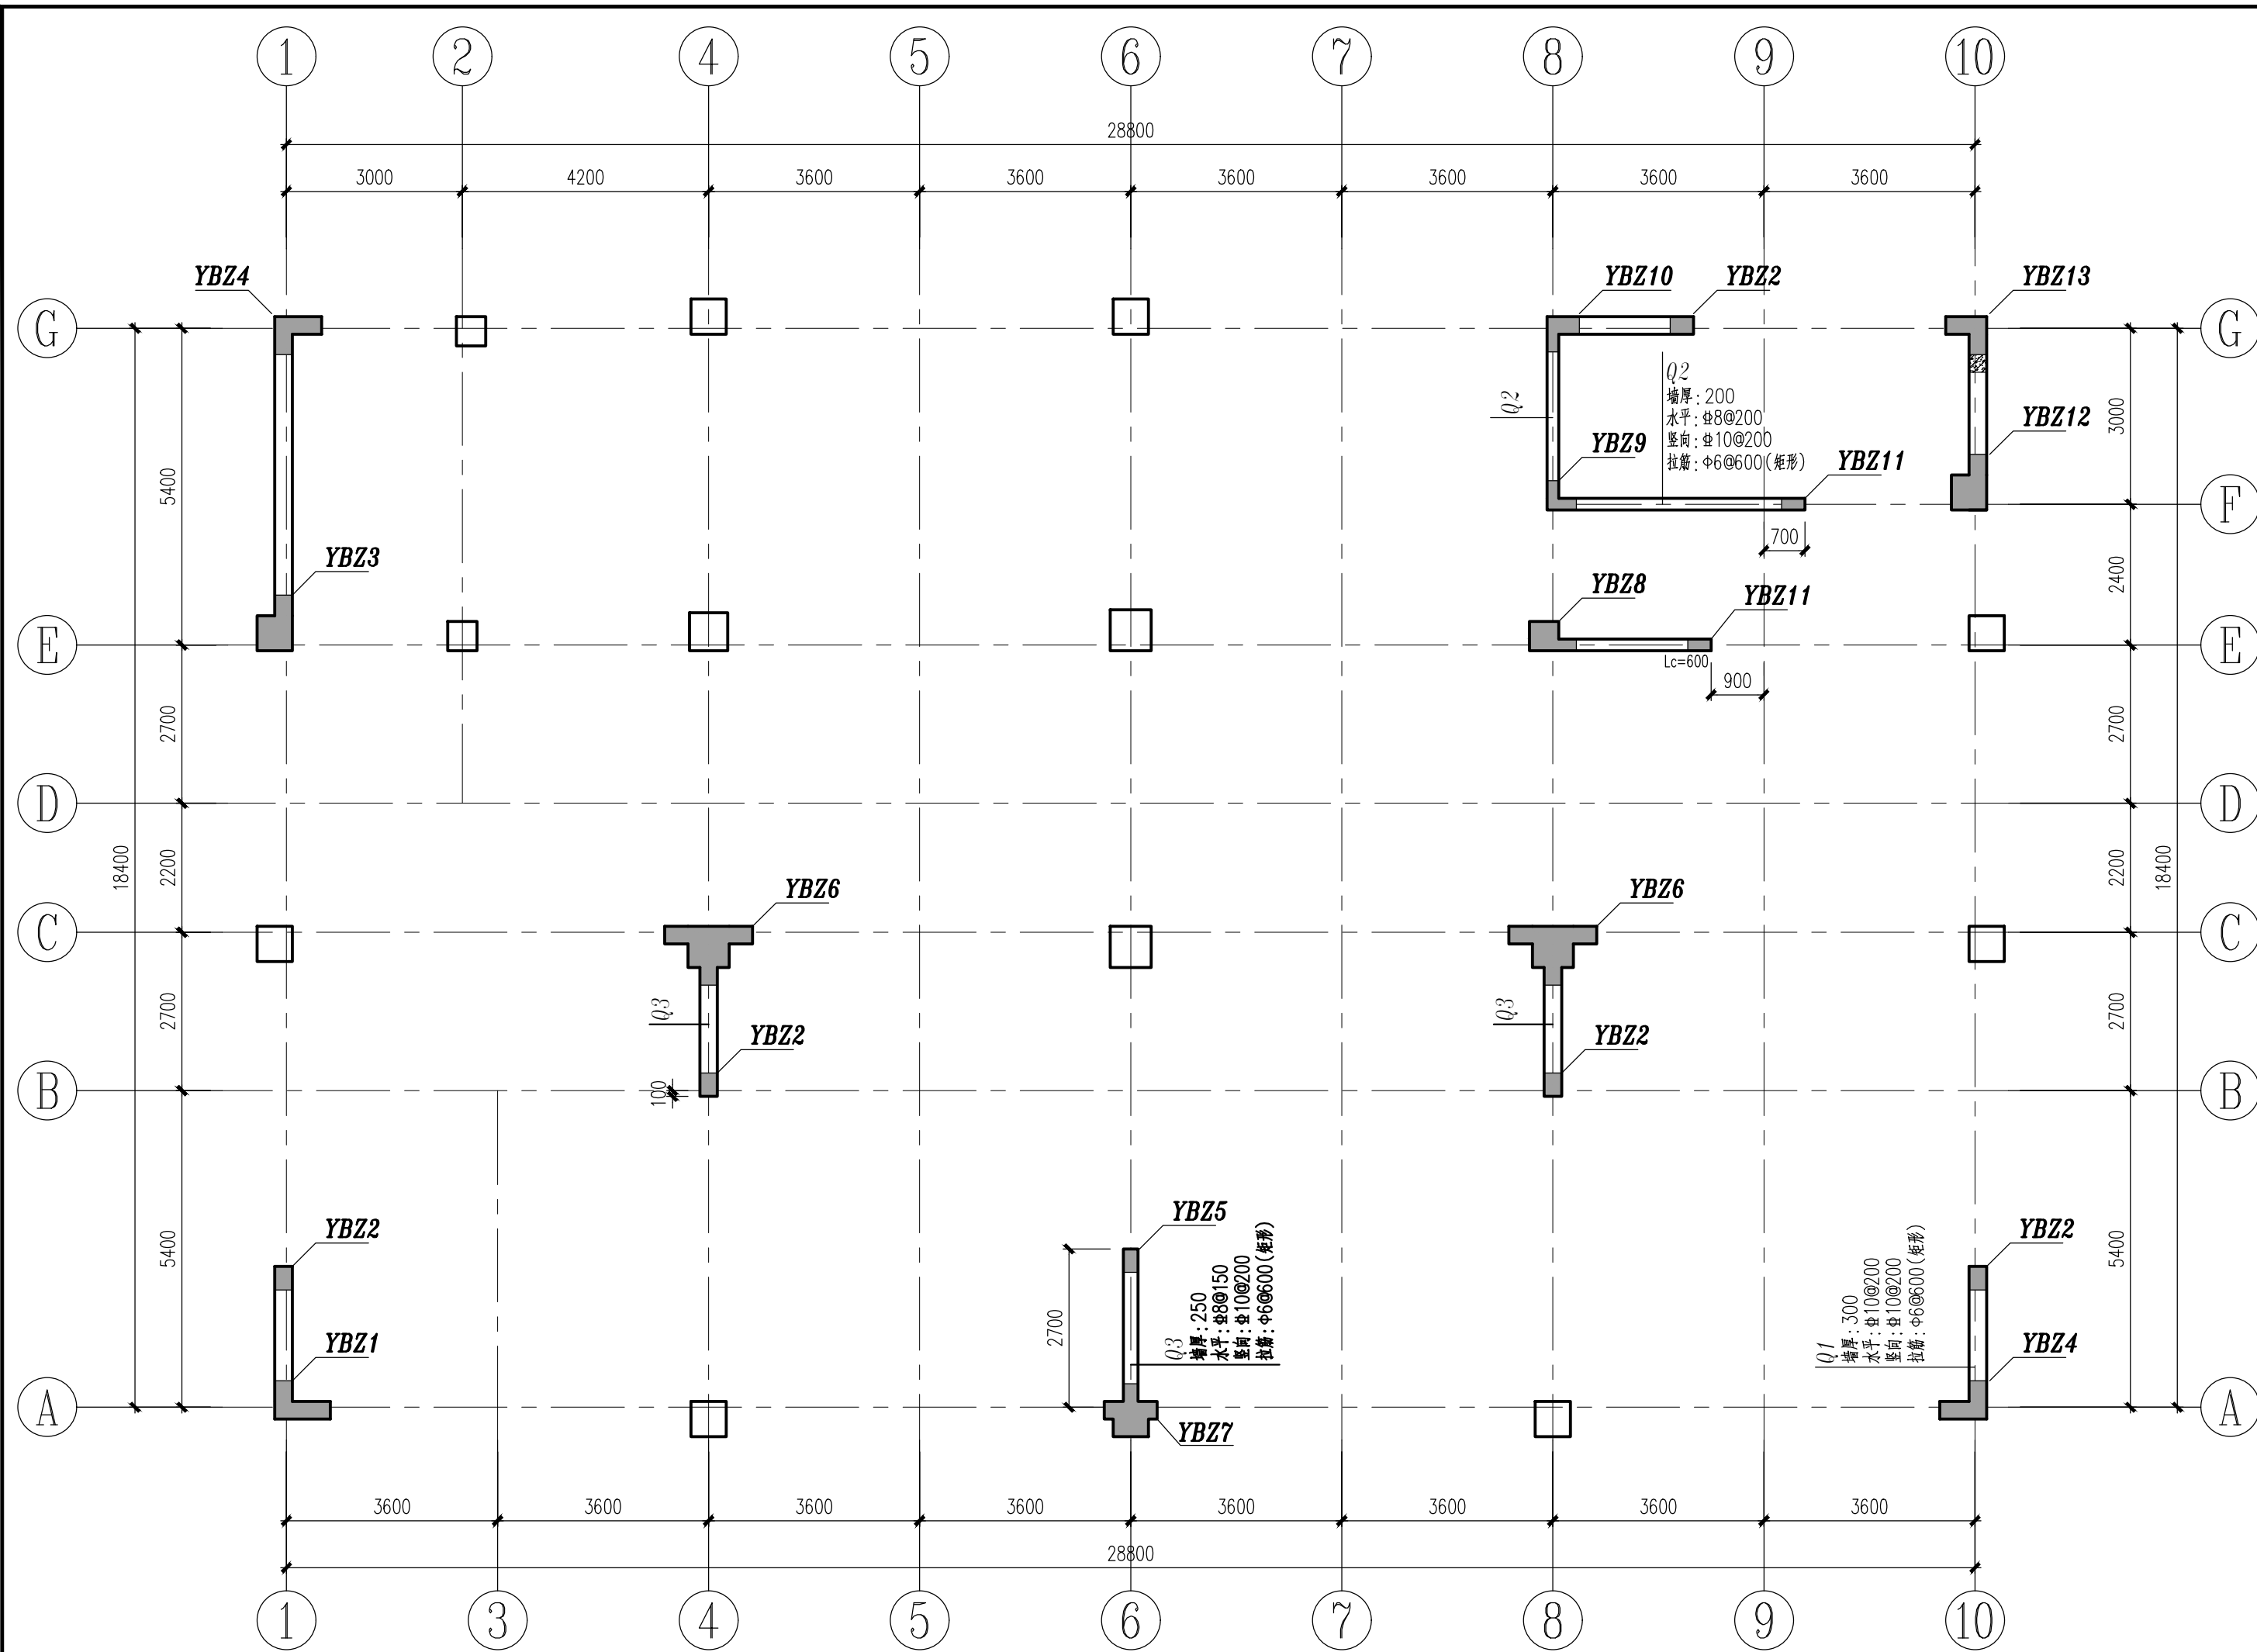 1 2 4 5 6 7 8 9 10
28800
3000 4200 3600 3600 3600 3600 3600 3600
YBZ4 YBZ10 YBZ2 YBZ13
G G
Q2
墙厚:200
水平:⌽8@200
竖向:⌽10@200
拉筋:Φ6@600(矩形)
Q2
YBZ9
YBZ11
YBZ12
3000
5400
F
700
2400
YBZ3
YBZ8
YBZ11
E E
Lc=600
900
2700 2700
D D
18400
2200 2200
18400
YBZ6 YBZ6
C C
2700 2700
Q3 Q3
YBZ2 YBZ2
100
B B
5400 5400
YBZ2
YBZ1
YBZ5
2700
Q3
墙厚:250
水平:⌽8@150
竖向:⌽10@200
拉筋:Φ6@600(矩形)
YBZ7
Q1
墙厚:300
水平:⌽10@200
竖向:⌽10@200
拉筋:Φ6@600(矩形)
YBZ2
YBZ4
A A
3600 3600 3600 3600 3600 3600 3600 3600
28800
1 3 4 5 6 7 8 9 10